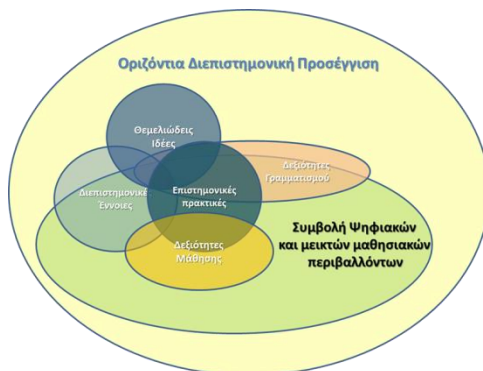 Οριζόντια Διεπιστημονική Προσέγγιση
Θεμελιώδεις
Ιδέες
Δεξιότητες
Γραμματισμού
Διεπιστημονικές
Έννοιες
Επιστημονικές
πρακτικές
Δεξιότητες
Μάθησης
Συμβολή Ψηφιακών
και μεικτών μαθησιακών
περιβαλλόντων